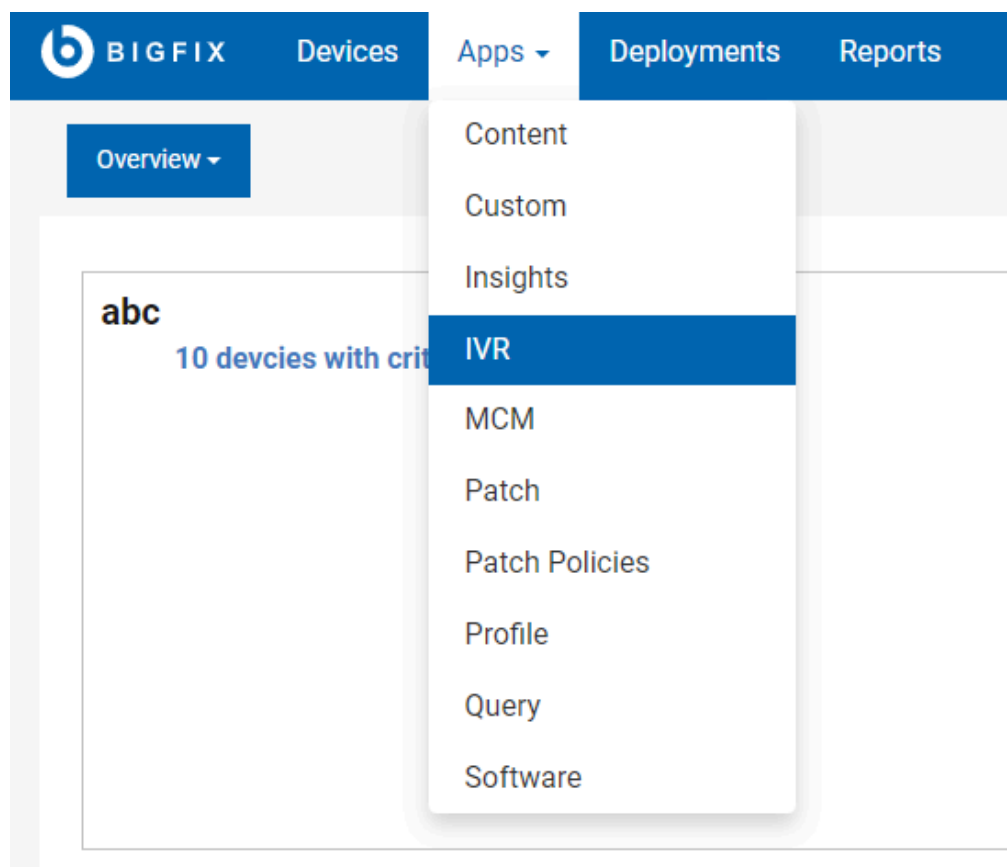 BIGFIX Devices Apps Deployments Reports
Overview
Content
Custom
Insights
IVR
MCM
Patch
Patch Policies
Profile
Query
Software
abc
10 devcies with crit